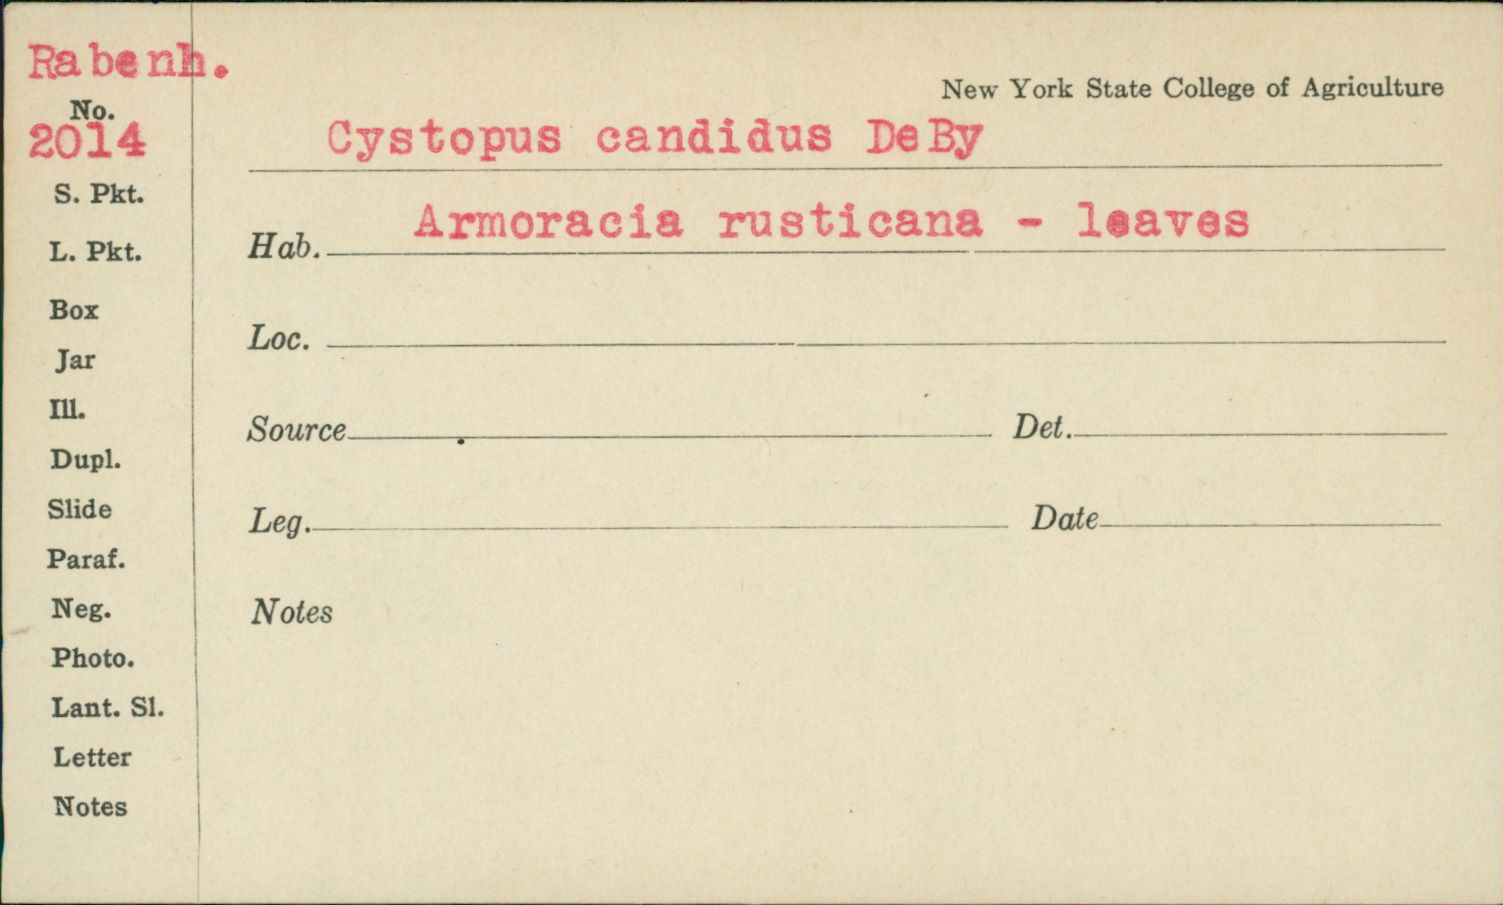 Rabenh.
No.
2014
S. Pkt.
L. Pkt.
Box
Jar
Ill.
Dupl.
Slide
Paraf.
Neg.
Photo.
Lant. Sl.
Letter
Notes
New York State College of Agriculture
Cystopus candidus DeBy
Hab. Armoracia rusticana - leaves
Loc.
Source Det.
Leg. Date
Notes